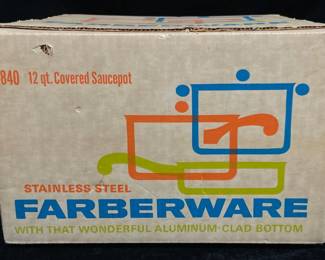 840 12 qt. Covered Saucepot
STAINLESS STEEL
FARBERWARE
WITH THAT WONDERFUL ALUMINUM-CLAD BOTTOM